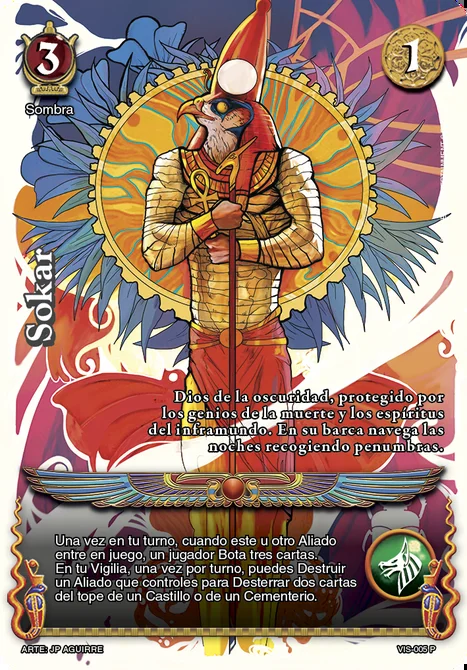 3
1
Sombra
Sokar
Dios de la oscuridad, protegido por
los genios de la muerte y los espíritus
del inframundo. En su barca navega las
noches recogiendo penumbras.
Una vez en tu turno, cuando este u otro Aliado
entre en juego, un jugador Bota tres cartas.
En tu Vigilia, una vez por turno, puedes Destruir
un Aliado que controles para Desterrar dos cartas
del tope de un Castillo o de un Cementerio.
ARTE: JP AGUIRRE
VIS-005 P